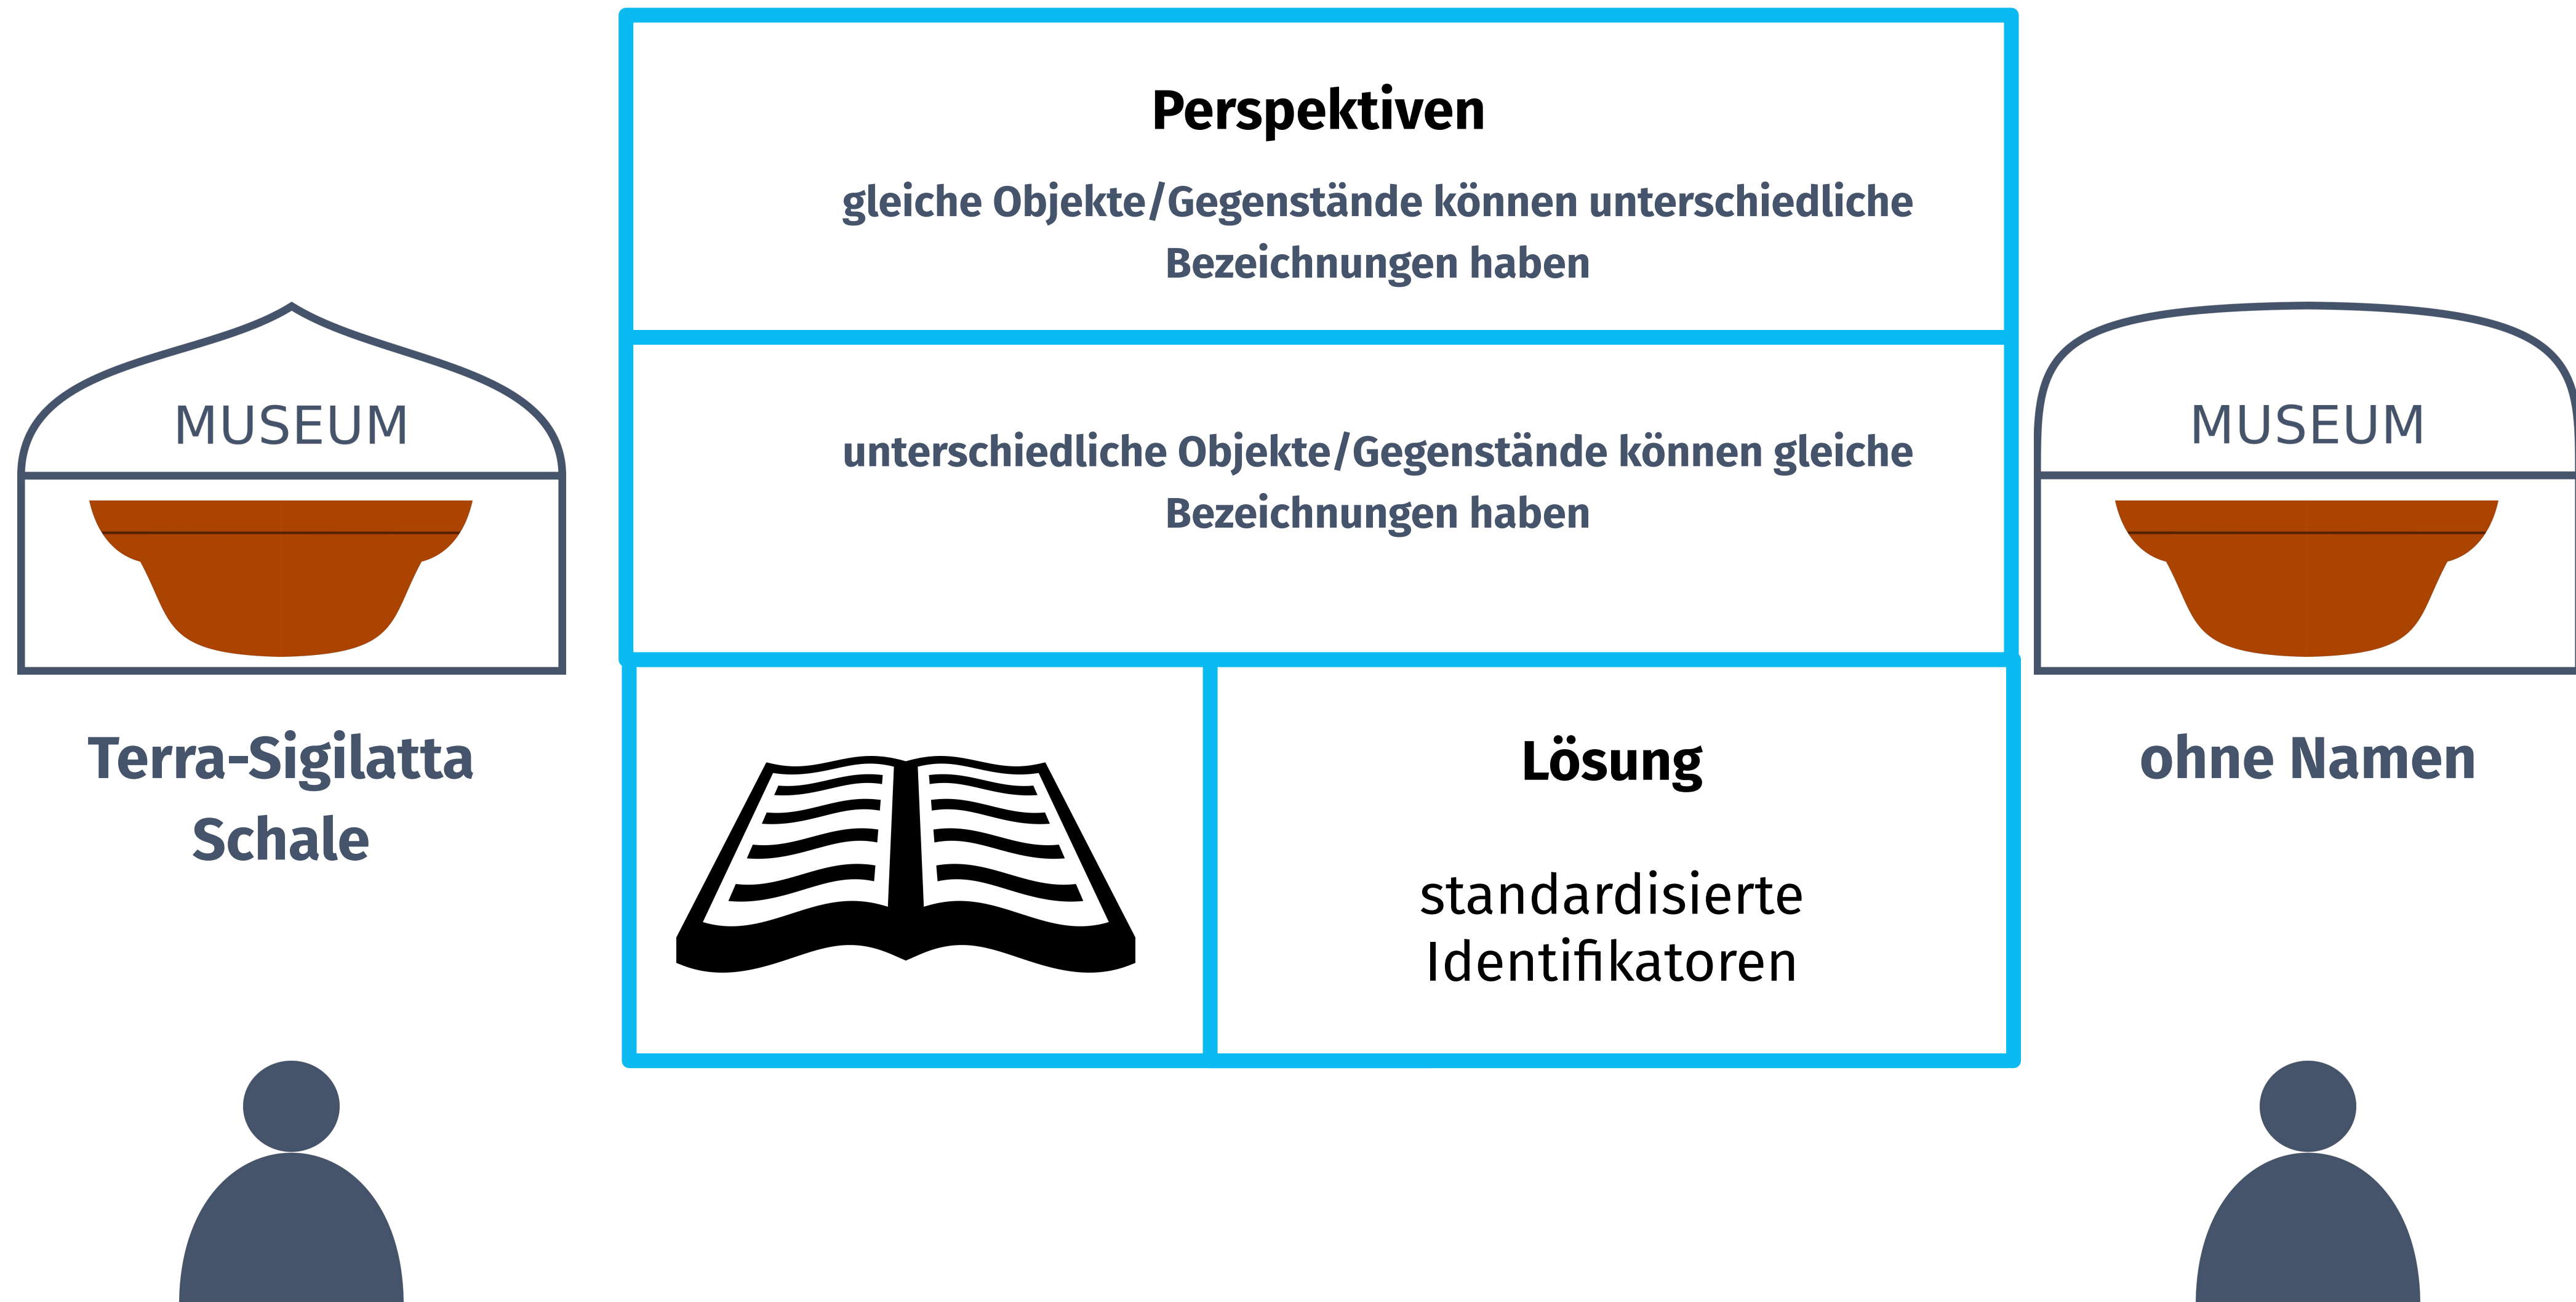 Perspektiven
gleiche Objekte/Gegenstände können unterschiedliche
Bezeichnungen haben
MUSEUM
MUSEUM
unterschiedliche Objekte/Gegenstände können gleiche
Bezeichnungen haben
Terra-Sigilatta
Schale
Lösung
standardisierte
Identifikatoren
ohne Namen